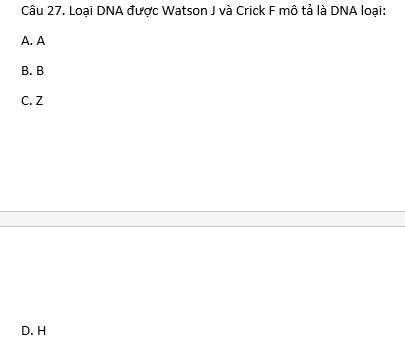 Câu 27. Loại DNA được Watson J và Crick F mô tả là DNA loại:
A. A
B. B
C. Z
D. H